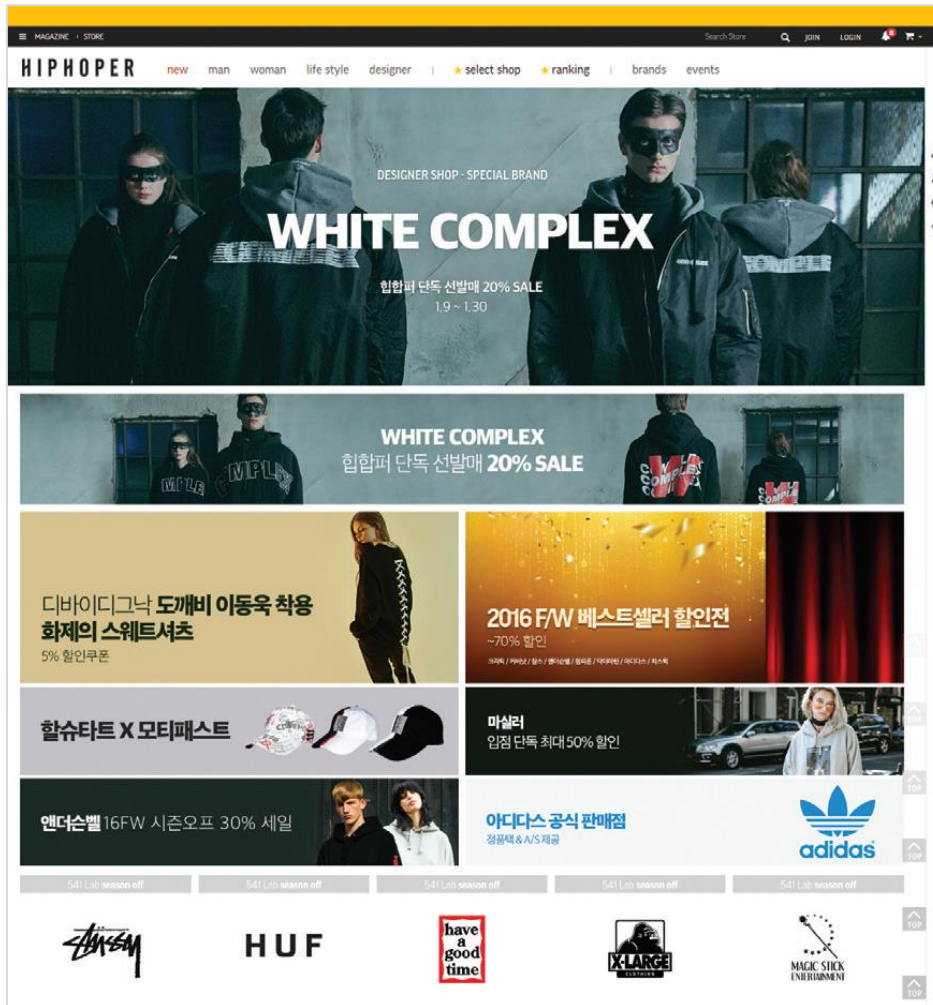 MAGAZINE STORE
Search Store
JOIN LOGIN
HIPHOPER
new man woman life style designer | ★ select shop ★ ranking | brands events
DESIGNER SHOP - SPECIAL BRAND
WHITE COMPLEX
힙합퍼 단독 선발매 20% SALE
1.9 ~ 1.30
WHITE COMPLEX
힙합퍼 단독 선발매 20% SALE
디바이디그낙 도깨비 이동욱 착용
화제의 스웨트셔츠
5% 할인쿠폰
2016 F/W 베스트셀러 할인전
~70% 할인
할슈타트 X 모티패스트
마실러
입점 단독 최대 50% 할인
앤더슨벨 16FW 시즌오프 30% 세일
아디다스 공식 판매점
정품택 & A/S 제공
adidas
541 Lab season off
541 Lab season off
541 Lab season off
541 Lab season off
541 Lab season off
STÜSSY
HUF
have
a
good
time
X-LARGE
CLOTHING
MAGIC STICK
ENTERTAINMENT
TOP
TOP
TOP
TOP
TOP